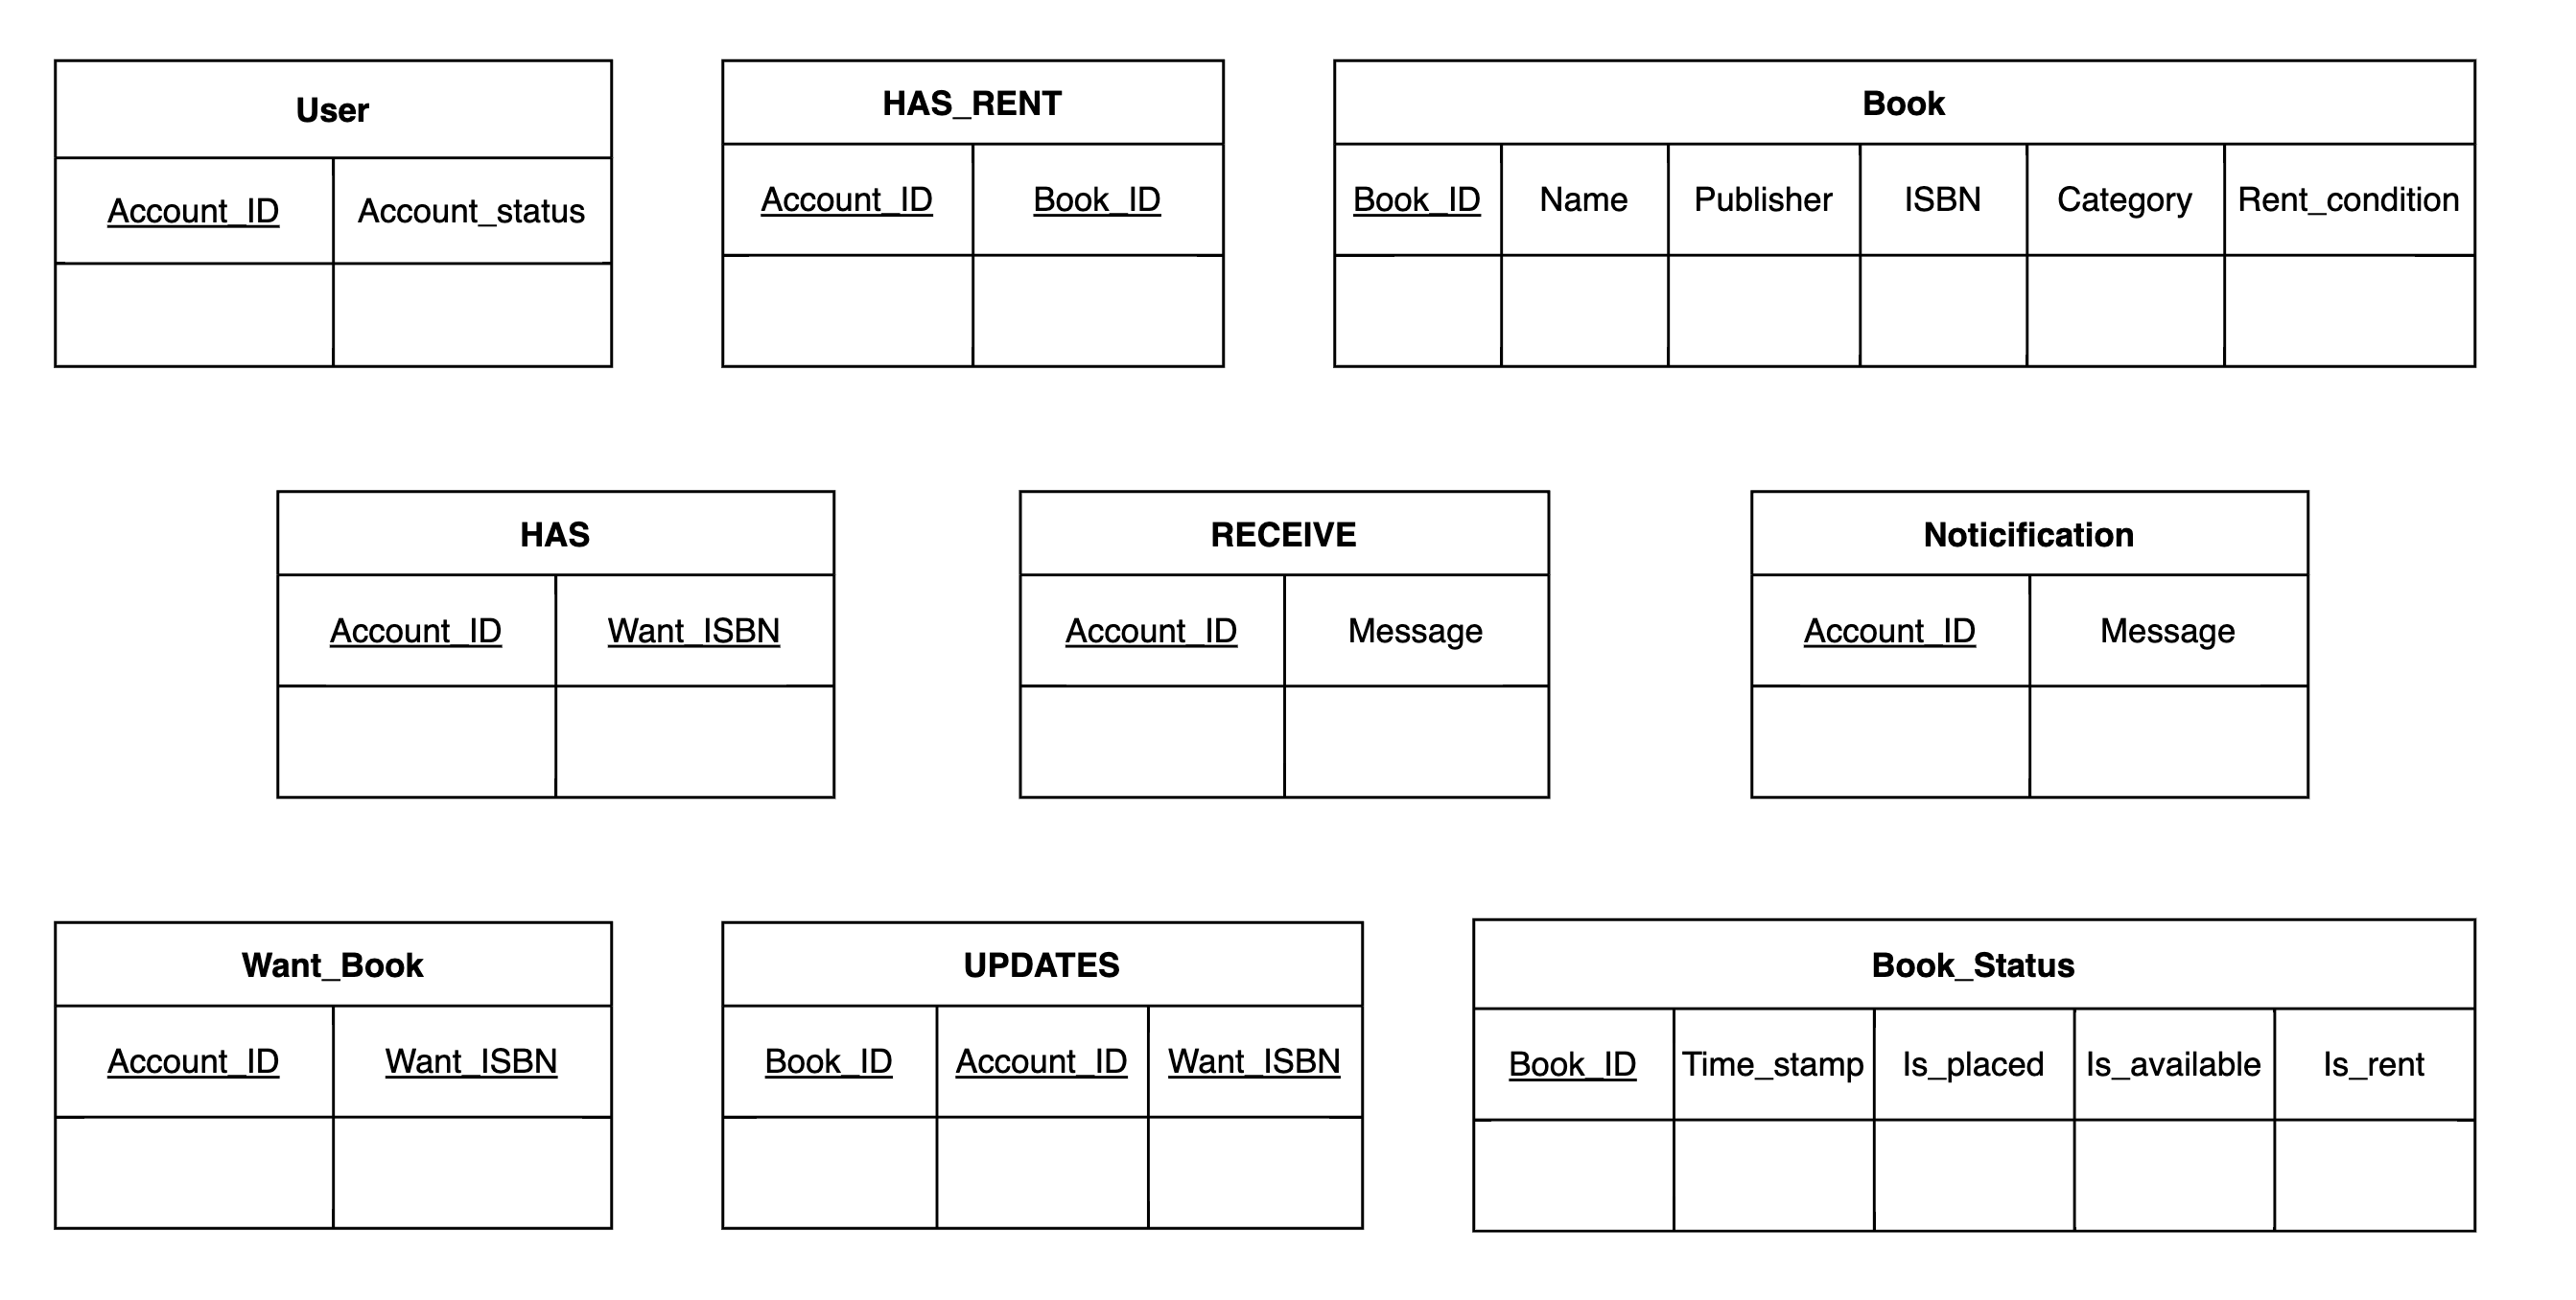 User
Account_ID Account_status
HAS_RENT
Account_ID Book_ID
Book
Book_ID Name Publisher ISBN Category Rent_condition
HAS
Account_ID Want_ISBN
RECEIVE
Account_ID Message
Noticification
Account_ID Message
Want_Book
Account_ID Want_ISBN
UPDATES
Book_ID Account_ID Want_ISBN
Book_Status
Book_ID Time_stamp Is_placed Is_available Is_rent